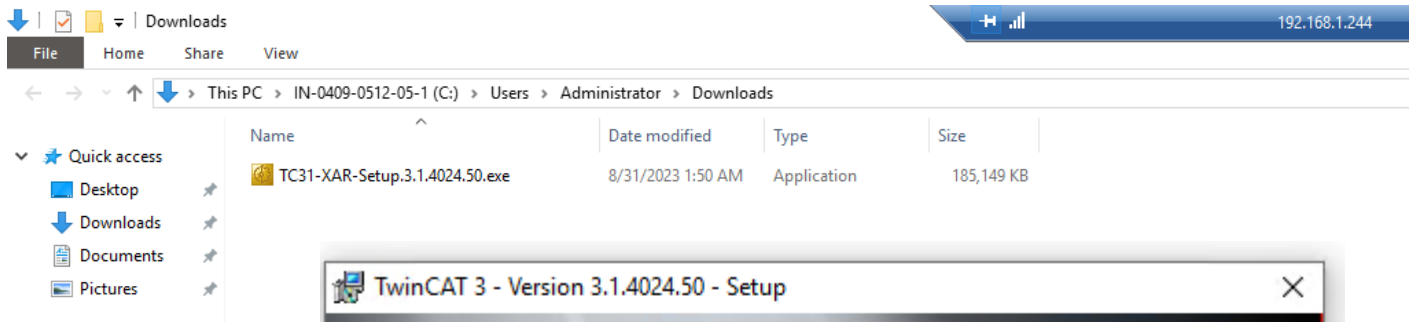 Downloads
192.168.1.244
File Home Share View
This PC > IN-0409-0512-05-1 (C:) > Users > Administrator > Downloads
Name Date modified Type Size
Quick access
TC31-XAR-Setup.3.1.4024.50.exe 8/31/2023 1:50 AM Application 185,149 KB
Desktop
Downloads
Documents
Pictures
TwinCAT 3 - Version 3.1.4024.50 - Setup